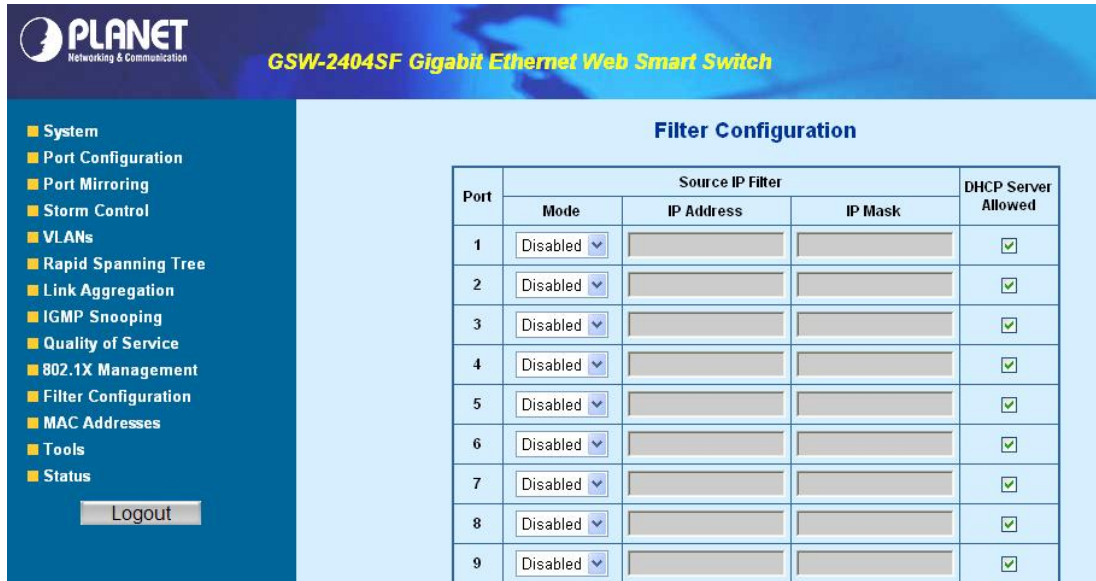 PLANET
Networking & Communication
GSW-2404SF Gigabit Ethernet Web Smart Switch
System
Port Configuration
Port Mirroring
Storm Control
VLANs
Rapid Spanning Tree
Link Aggregation
IGMP Snooping
Quality of Service
802.1X Management
Filter Configuration
MAC Addresses
Tools
Status
Logout
Filter Configuration
Port
Source IP Filter
DHCP Server
Allowed
Mode IP Address IP Mask
1 Disabled
2 Disabled
3 Disabled
4 Disabled
5 Disabled
6 Disabled
7 Disabled
8 Disabled
9 Disabled